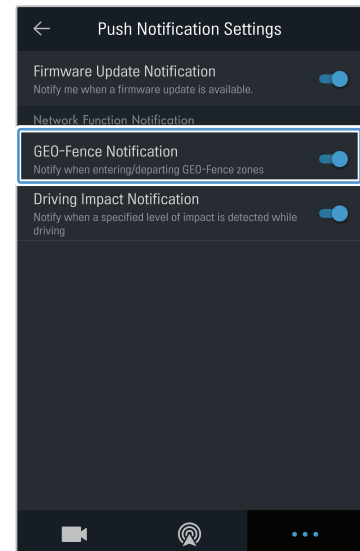 Push Notification Settings
Firmware Update Notification
Notify me when a firmware update is available.
Network Function Notification
GEO-Fence Notification
Notify when entering/departing GEO-Fence zones
Driving Impact Notification
Notify when a specified level of impact is detected while
driving